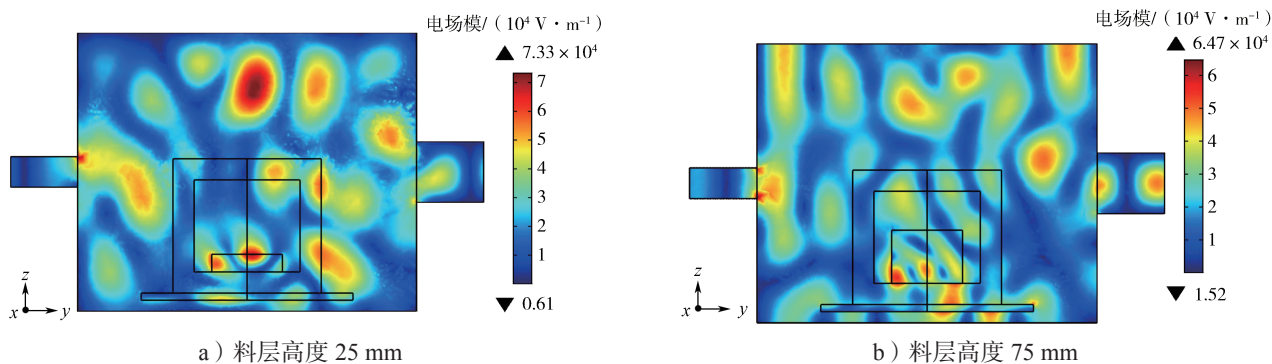 电场模/（10⁴ V・m⁻¹）
▲ 7.33 × 10⁴
7
6
5
4
3
2
1
▼ 0.61
z
x
y
a）料层高度 25 mm
电场模/（10⁴ V・m⁻¹）
▲ 6.47 × 10⁴
6
5
4
3
2
1
▼ 1.52
z
x
y
b）料层高度 75 mm